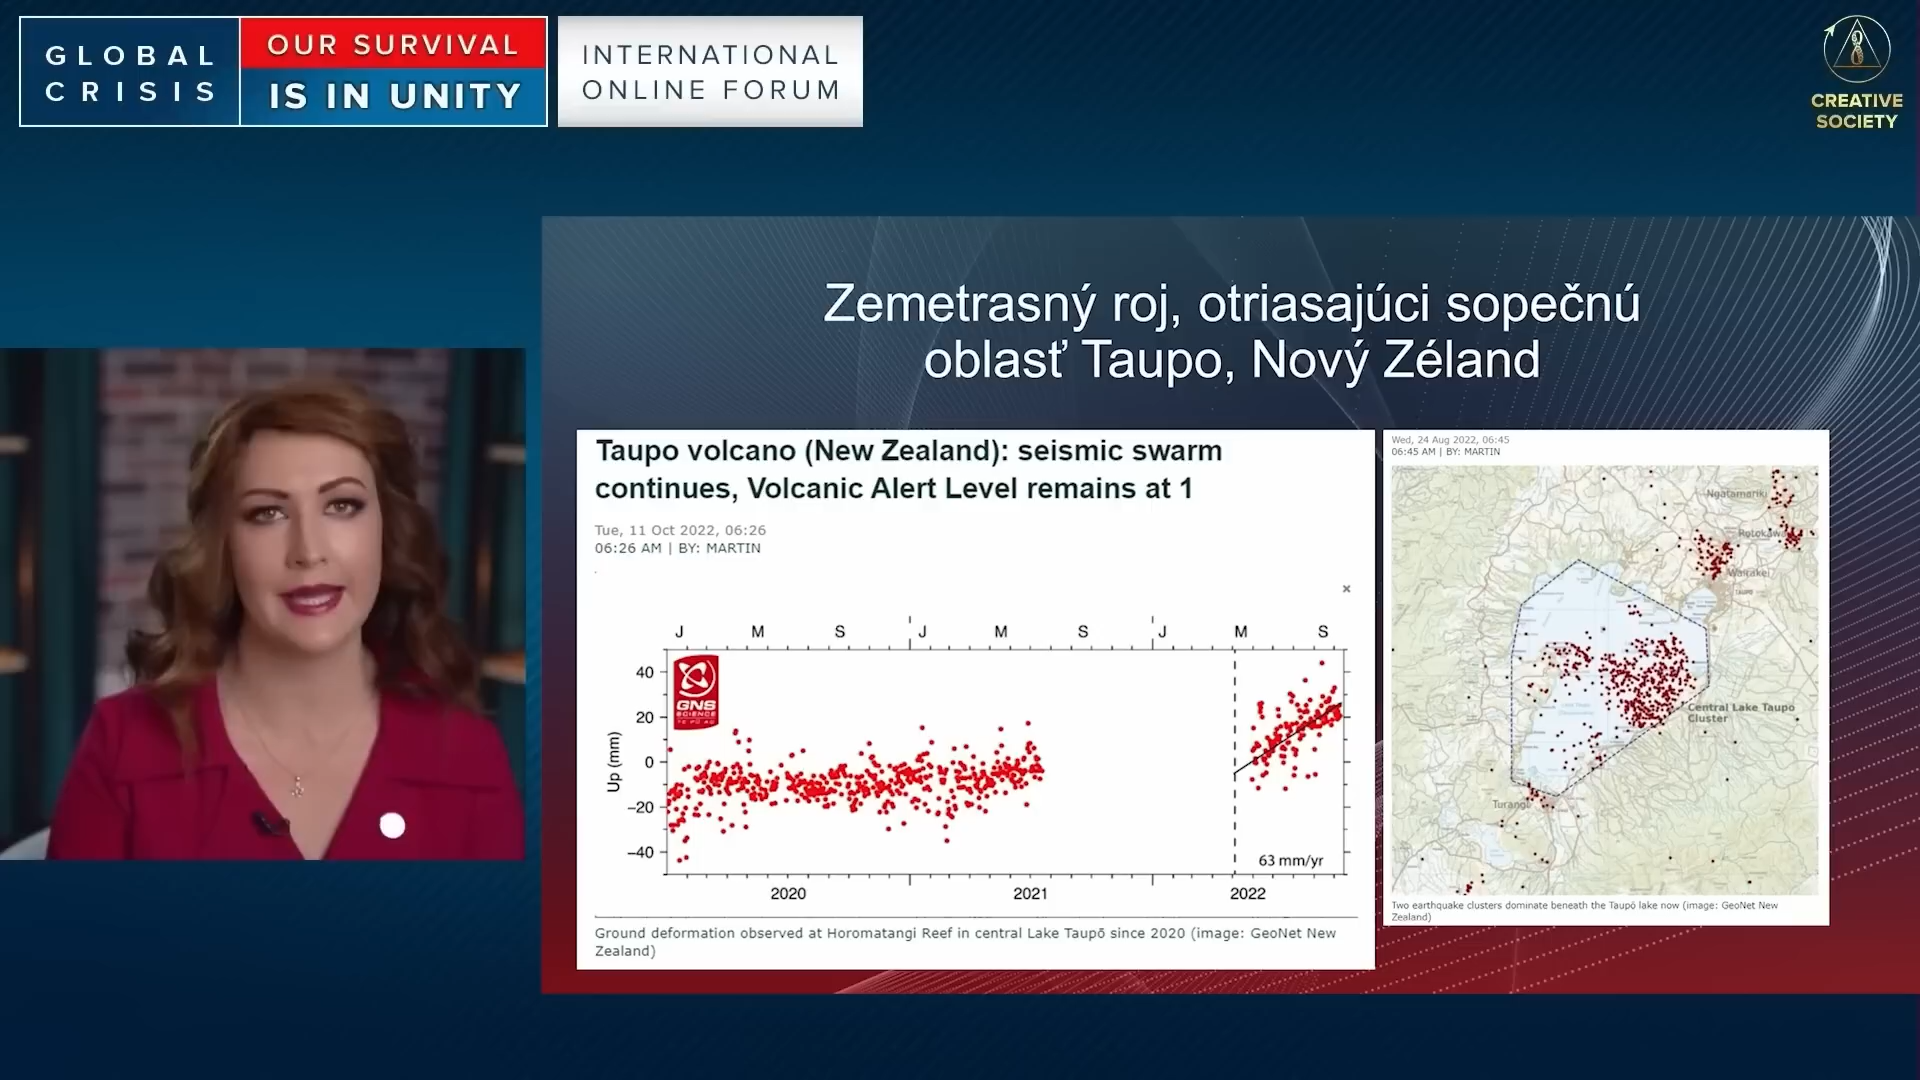 GLOBAL
CRISIS
OUR SURVIVAL
IS IN UNITY
INTERNATIONAL
ONLINE FORUM
CREATIVE
SOCIETY
Zemetrasný roj, otriasajúci sopečnú
oblasť Taupo, Nový Zéland
Taupo volcano (New Zealand): seismic swarm
continues, Volcanic Alert Level remains at 1
Tue, 11 Oct 2022, 06:26
06:26 AM | BY: MARTIN
×
J M S J M S J M S
40
20
0
−20
−40
Up (mm)
GNS
SCIENCE
TE PŪ AO
63 mm/yr
2020 2021 2022
Ground deformation observed at Horomatangi Reef in central Lake Taupō since 2020 (image: GeoNet New
Zealand)
Wed, 24 Aug 2022, 06:45
06:45 AM | BY: MARTIN
Ngatamariki
Rotokawa
Wairakei
TAUPO
Central Lake Taupo
Cluster
Turangi
Two earthquake clusters dominate beneath the Taupō lake now (image: GeoNet New
Zealand)